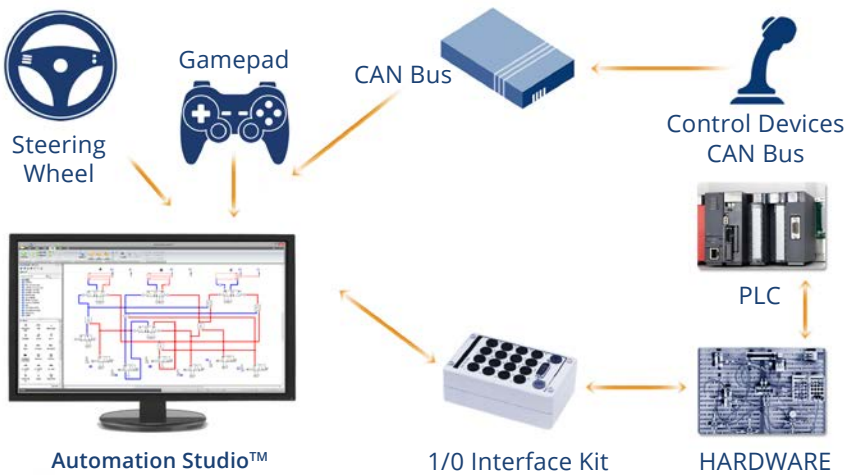 Gamepad
CAN Bus
Steering
Wheel
Control Devices
CAN Bus
PLC
Automation Studio™
1/0 Interface Kit
HARDWARE